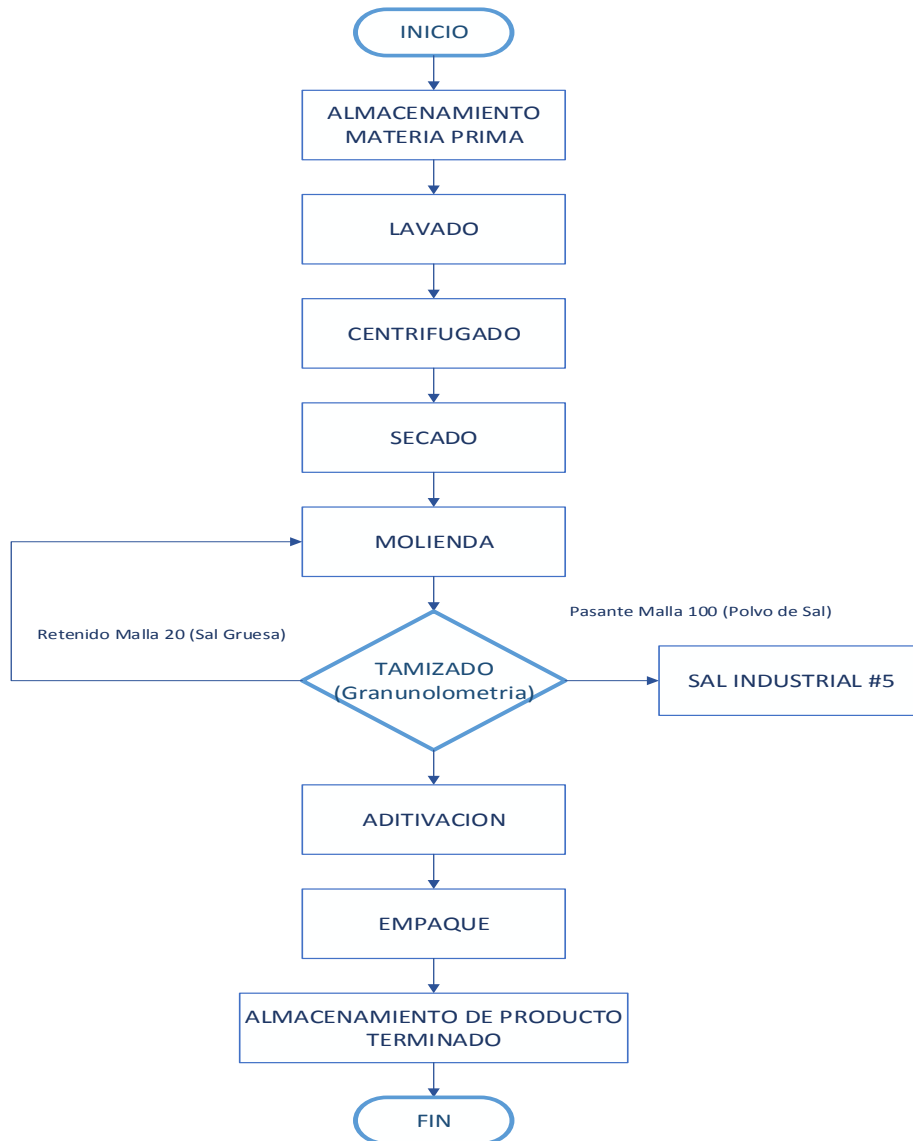 INICIO
ALMACENAMIENTO
MATERIA PRIMA
LAVADO
CENTRIFUGADO
SECADO
MOLIENDA
Pasante Malla 100 (Polvo de Sal)
Retenido Malla 20 (Sal Gruesa)
TAMIZADO
(Granunolometria)
SAL INDUSTRIAL #5
ADITIVACION
EMPAQUE
ALMACENAMIENTO DE PRODUCTO
TERMINADO
FIN